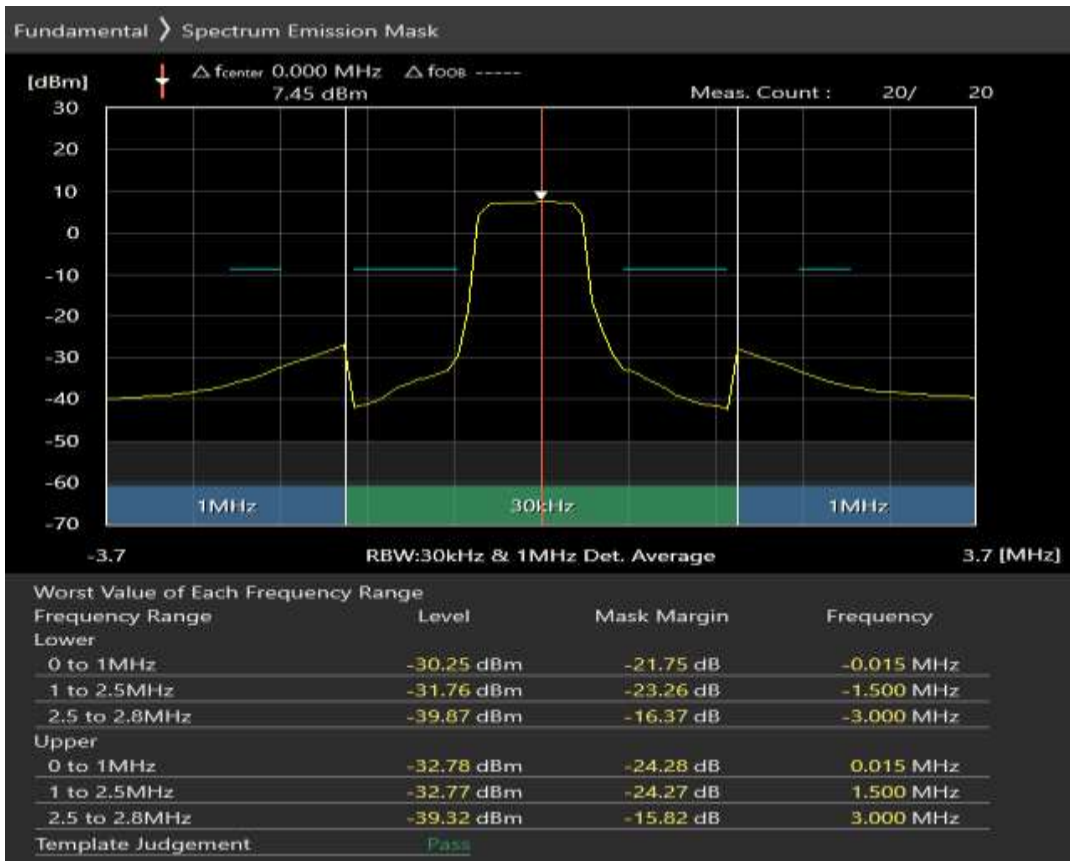 Fundamental 〉 Spectrum Emission Mask
[dBm] △ fcenter 0.000 MHz △ fOOB -----
7.45 dBm Meas. Count : 20/ 20
30
20
10
0
-10
-20
-30
-40
-50
-60
1MHz 30kHz 1MHz
-70
-3.7 RBW:30kHz & 1MHz Det. Average 3.7 [MHz]
Worst Value of Each Frequency Range
Frequency Range Level Mask Margin Frequency
Lower
0 to 1MHz -30.25 dBm -21.75 dB -0.015 MHz
1 to 2.5MHz -31.76 dBm -23.26 dB -1.500 MHz
2.5 to 2.8MHz -39.87 dBm -16.37 dB -3.000 MHz
Upper
0 to 1MHz -32.78 dBm -24.28 dB 0.015 MHz
1 to 2.5MHz -32.77 dBm -24.27 dB 1.500 MHz
2.5 to 2.8MHz -39.32 dBm -15.82 dB 3.000 MHz
Template Judgement Pass